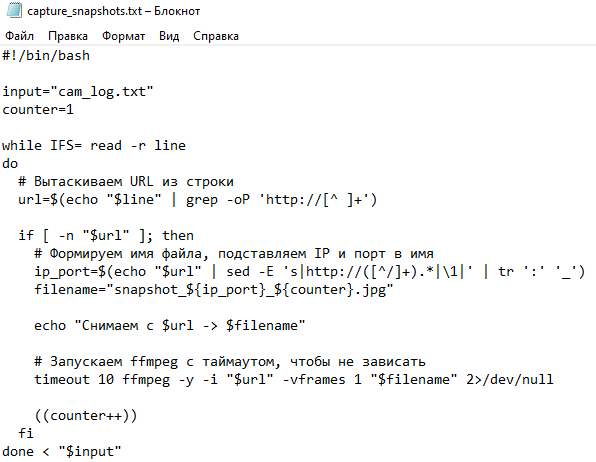 capture_snapshots.txt – Блокнот
Файл Правка Формат Вид Справка
#!/bin/bash
input="cam_log.txt"
counter=1
while IFS= read -r line
do
  # Вытаскиваем URL из строки
  url=$(echo "$line" | grep -oP 'http://[^ ]+')
  if [ -n "$url" ]; then
    # Формируем имя файла, подставляем IP и порт в имя
    ip_port=$(echo "$url" | sed -E 's|http://([^/]+).*|\1|' | tr ':' '_')
    filename="snapshot_${ip_port}_${counter}.jpg"
    echo "Снимаем с $url -> $filename"
    # Запускаем ffmpeg с таймаутом, чтобы не зависать
    timeout 10 ffmpeg -y -i "$url" -vframes 1 "$filename" 2>/dev/null
    ((counter++))
  fi
done < "$input"